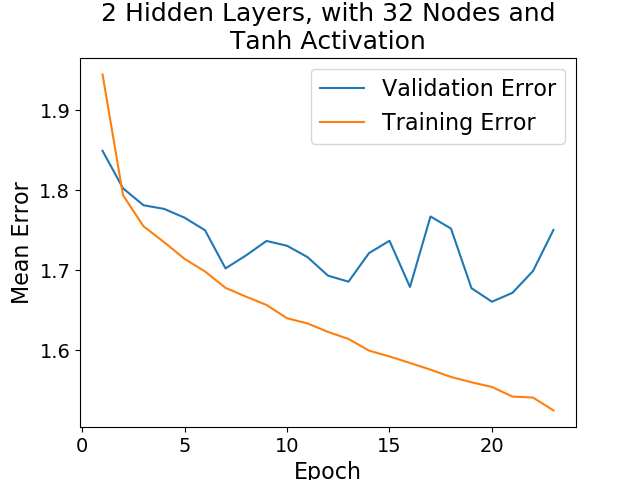 2 Hidden Layers, with 32 Nodes and
Tanh Activation
Validation Error
Training Error
Mean Error
1.9
1.8
1.7
1.6
0
5
10
15
20
Epoch